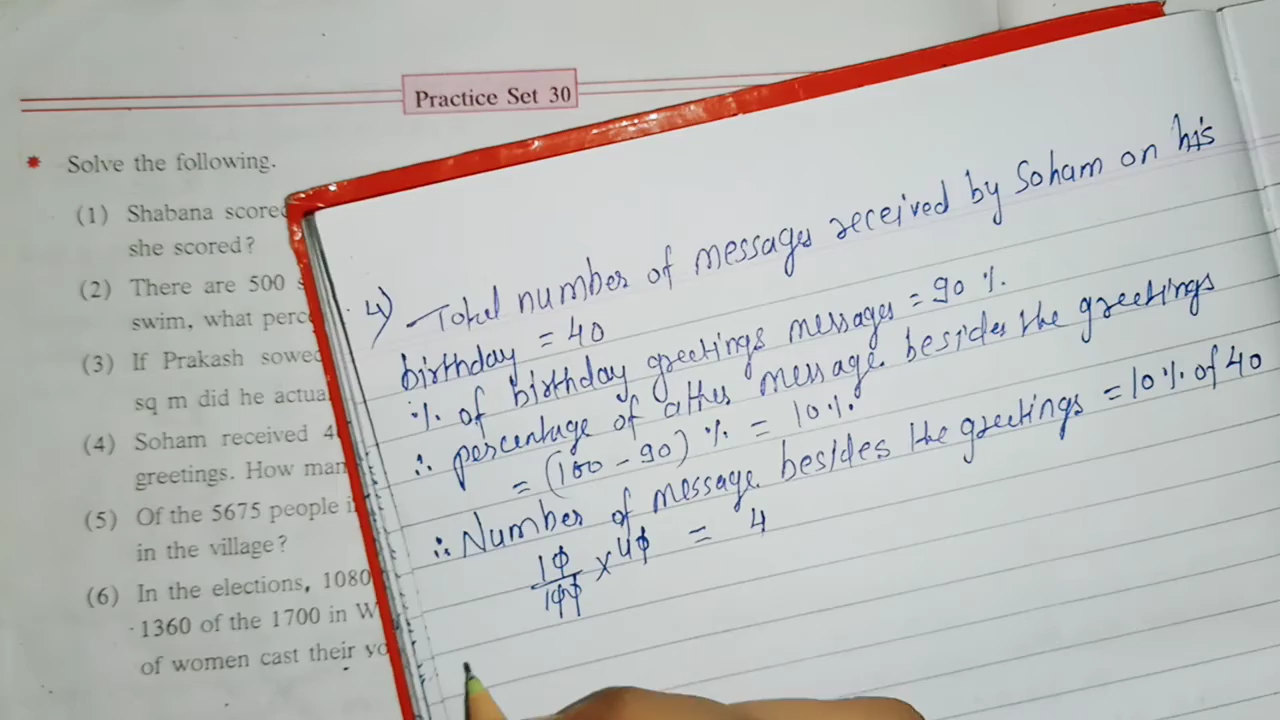 Practice Set 30
* Solve the following.
(1) Shabana score
she scored?
(2) There are 500
swim, what perc
(3) If Prakash sowed
sq m did he actua
(4) Soham received 4
greetings. How man
(5) Of the 5675 people i
in the village?
(6) In the elections, 1080
1360 of the 1700 in W
of women cast their vo
4) Total number of messages received by Soham on his
birthday = 40
% of birthday greetings messages = 90 %.
∴ percentage of other message besides the greetings
= (100 - 90) % = 10%.
∴ Number of message besides the greetings = 10% of 40
10/100 × 40 = 4